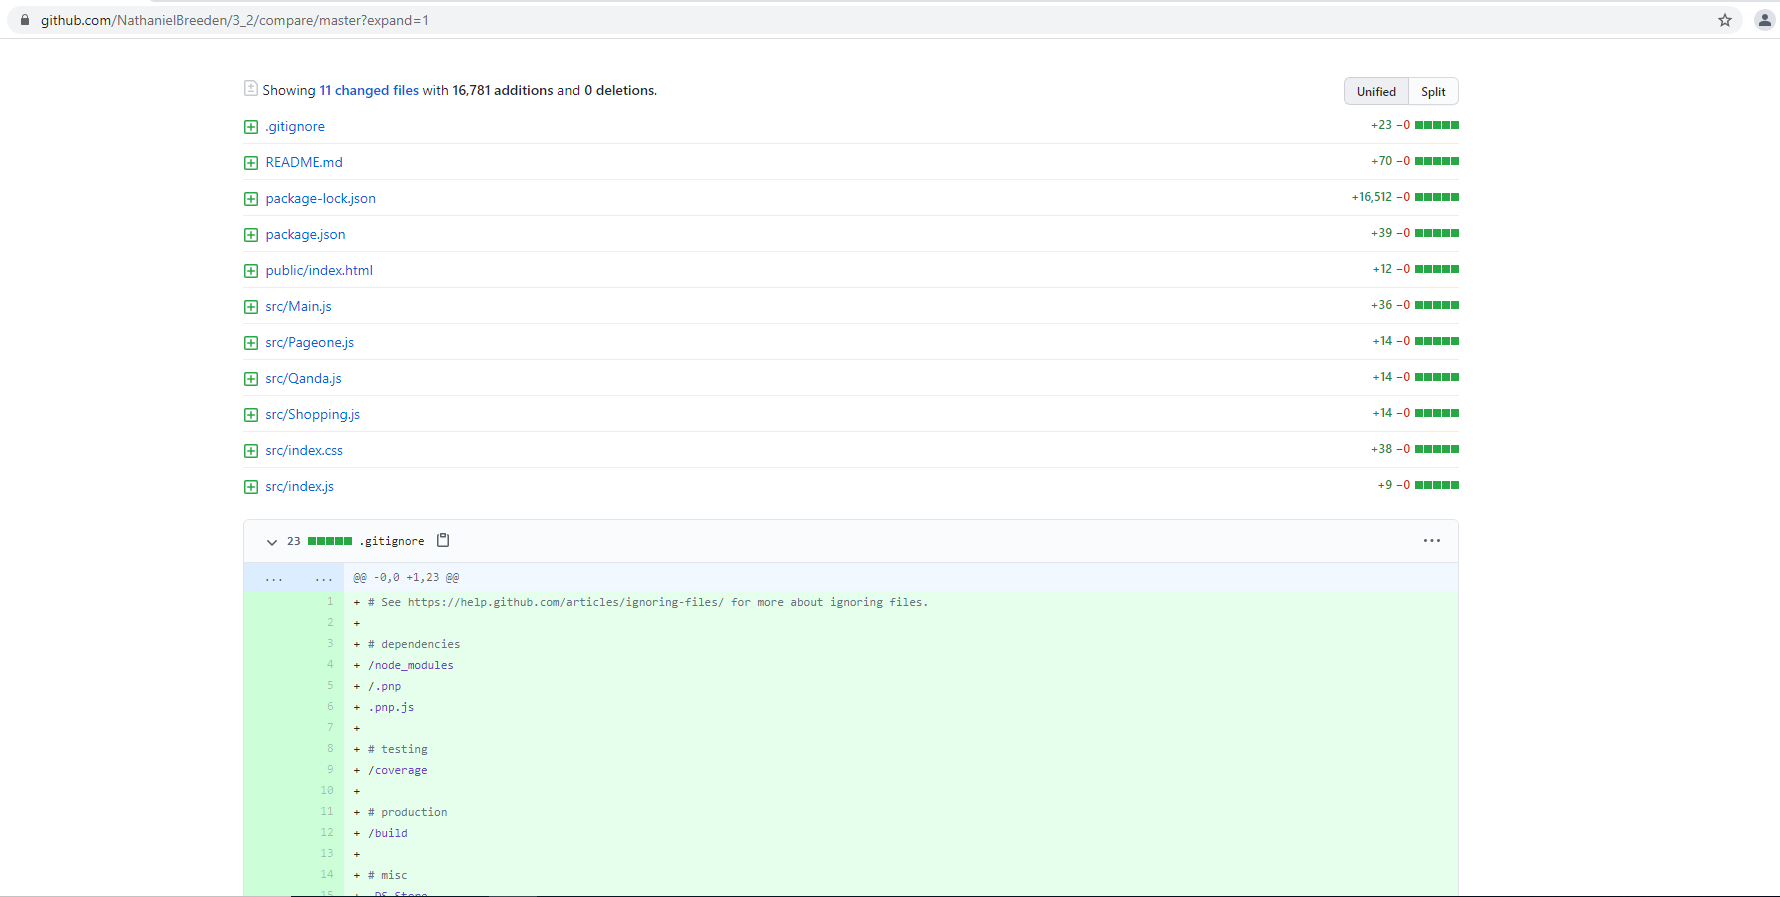 github.com/NathanielBreeden/3_2/compare/master?expand=1
Showing 11 changed files with 16,781 additions and 0 deletions.
Unified Split
.gitignore +23 −0
README.md +70 −0
package-lock.json +16,512 −0
package.json +39 −0
public/index.html +12 −0
src/Main.js +36 −0
src/Pageone.js +14 −0
src/Qanda.js +14 −0
src/Shopping.js +14 −0
src/index.css +38 −0
src/index.js +9 −0
23 .gitignore ...
... ... @@ -0,0 +1,23 @@
1 + # See https://help.github.com/articles/ignoring-files/ for more about ignoring files.
2 +
3 + # dependencies
4 + /node_modules
5 + /.pnp
6 + .pnp.js
7 +
8 + # testing
9 + /coverage
10 +
11 + # production
12 + /build
13 +
14 + # misc
15 + .DS_Store